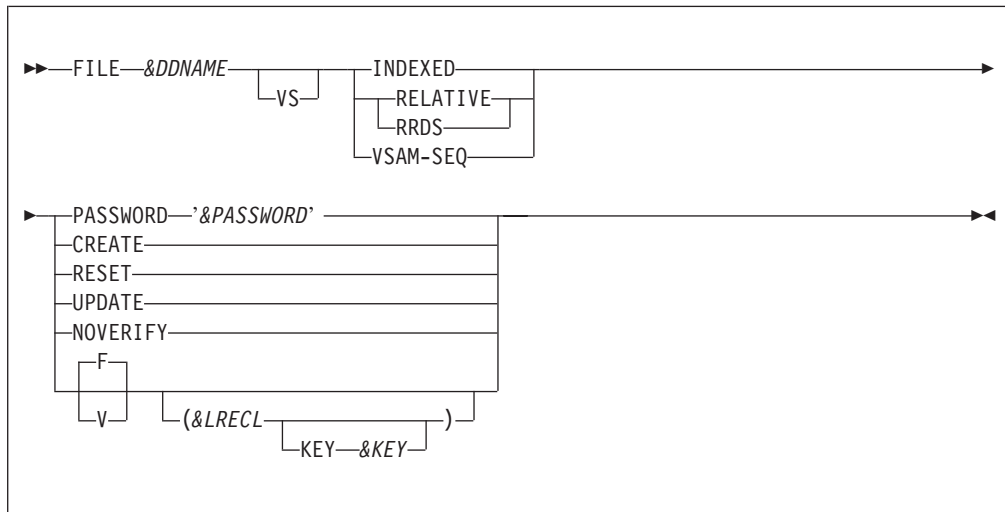 FILE &DDNAME INDEXED
VS RELATIVE
RRDS
VSAM-SEQ
PASSWORD '&PASSWORD'
CREATE
RESET
UPDATE
NOVERIFY
F
V (&LRECL )
KEY &KEY